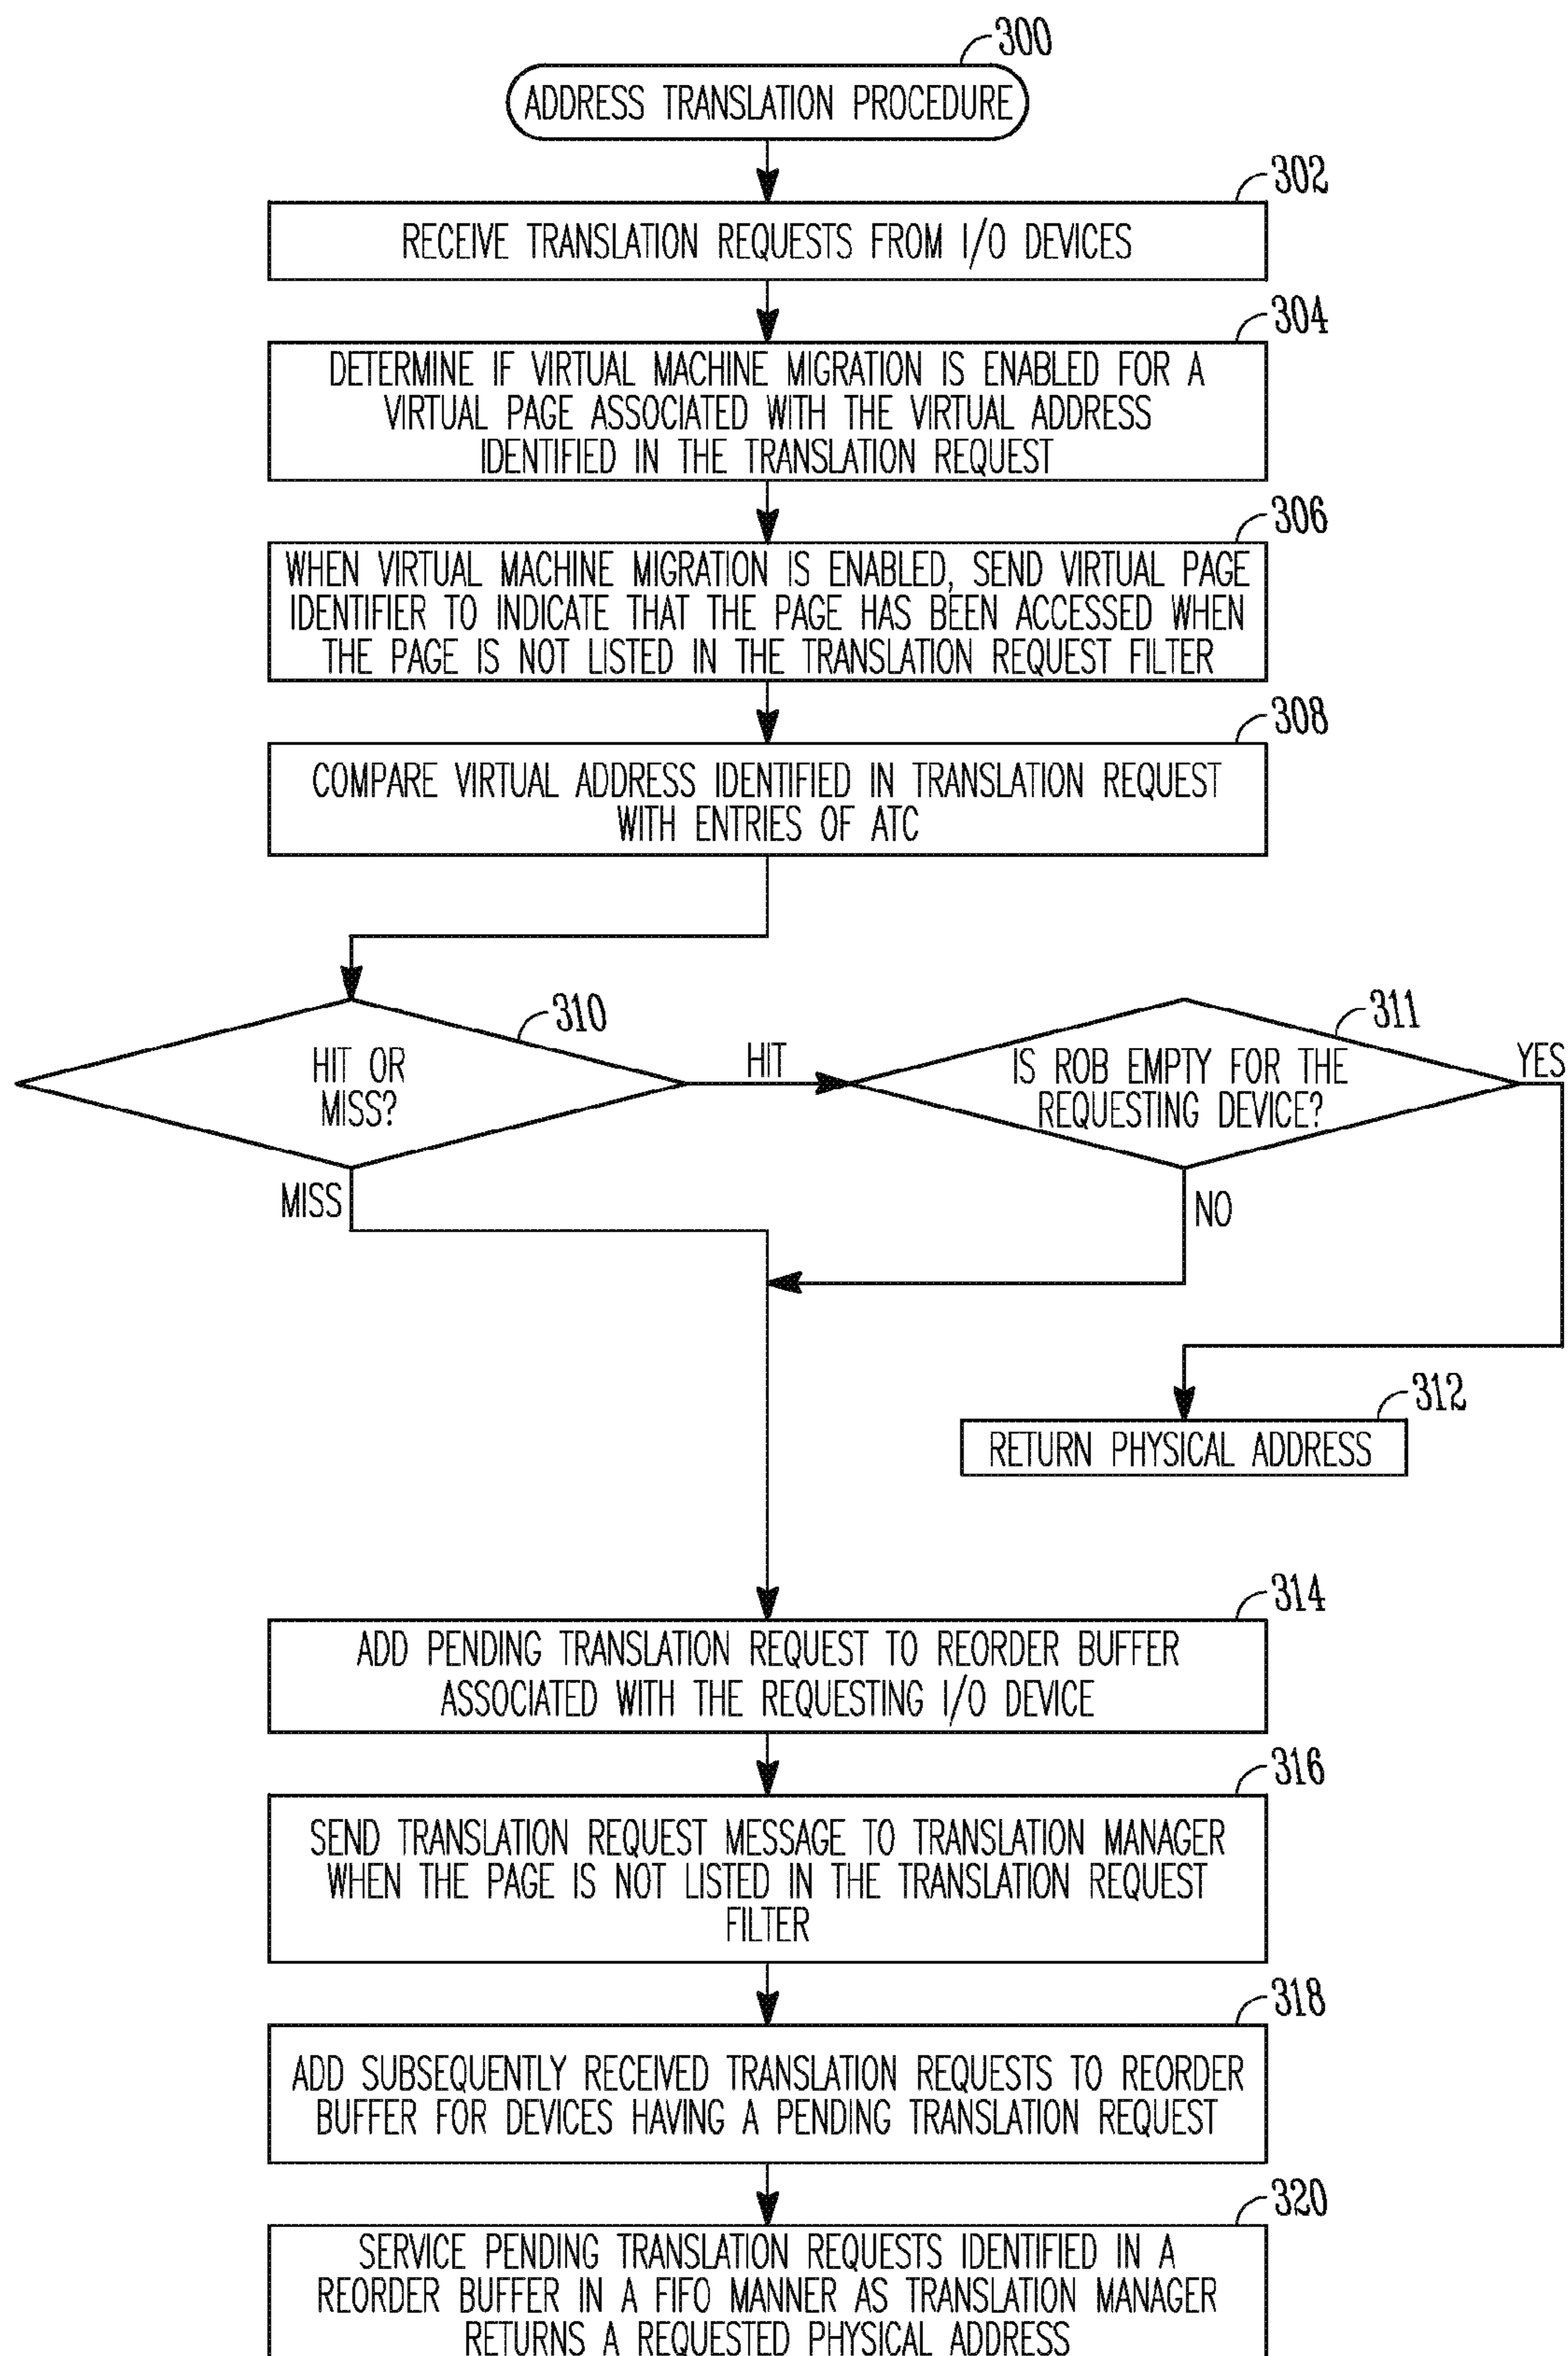 300
ADDRESS TRANSLATION PROCEDURE
302
RECEIVE TRANSLATION REQUESTS FROM I/O DEVICES
304
DETERMINE IF VIRTUAL MACHINE MIGRATION IS ENABLED FOR A
VIRTUAL PAGE ASSOCIATED WITH THE VIRTUAL ADDRESS
IDENTIFIED IN THE TRANSLATION REQUEST
306
WHEN VIRTUAL MACHINE MIGRATION IS ENABLED, SEND VIRTUAL PAGE
IDENTIFIER TO INDICATE THAT THE PAGE HAS BEEN ACCESSED WHEN
THE PAGE IS NOT LISTED IN THE TRANSLATION REQUEST FILTER
308
COMPARE VIRTUAL ADDRESS IDENTIFIED IN TRANSLATION REQUEST
WITH ENTRIES OF ATC
310
HIT OR
MISS?
HIT
311
IS ROB EMPTY FOR THE
REQUESTING DEVICE?
YES
MISS
NO
312
RETURN PHYSICAL ADDRESS
314
ADD PENDING TRANSLATION REQUEST TO REORDER BUFFER
ASSOCIATED WITH THE REQUESTING I/O DEVICE
316
SEND TRANSLATION REQUEST MESSAGE TO TRANSLATION MANAGER
WHEN THE PAGE IS NOT LISTED IN THE TRANSLATION REQUEST
FILTER
318
ADD SUBSEQUENTLY RECEIVED TRANSLATION REQUESTS TO REORDER
BUFFER FOR DEVICES HAVING A PENDING TRANSLATION REQUEST
320
SERVICE PENDING TRANSLATION REQUESTS IDENTIFIED IN A
REORDER BUFFER IN A FIFO MANNER AS TRANSLATION MANAGER
RETURNS A REQUESTED PHYSICAL ADDRESS